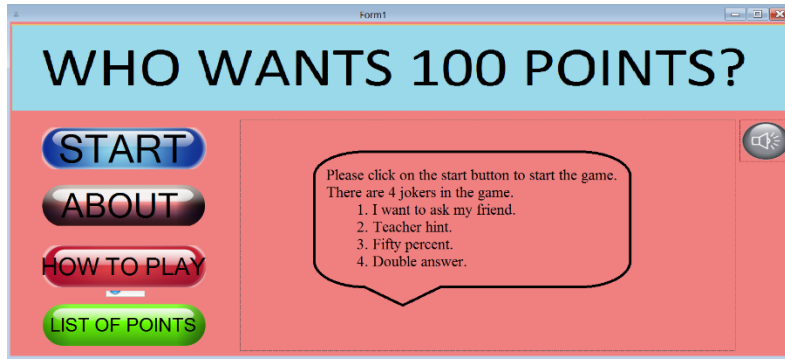 Form1
WHO WANTS 100 POINTS?
START
ABOUT
HOW TO PLAY
LIST OF POINTS
Please click on the start button to start the game.
There are 4 jokers in the game.
1. I want to ask my friend.
2. Teacher hint.
3. Fifty percent.
4. Double answer.